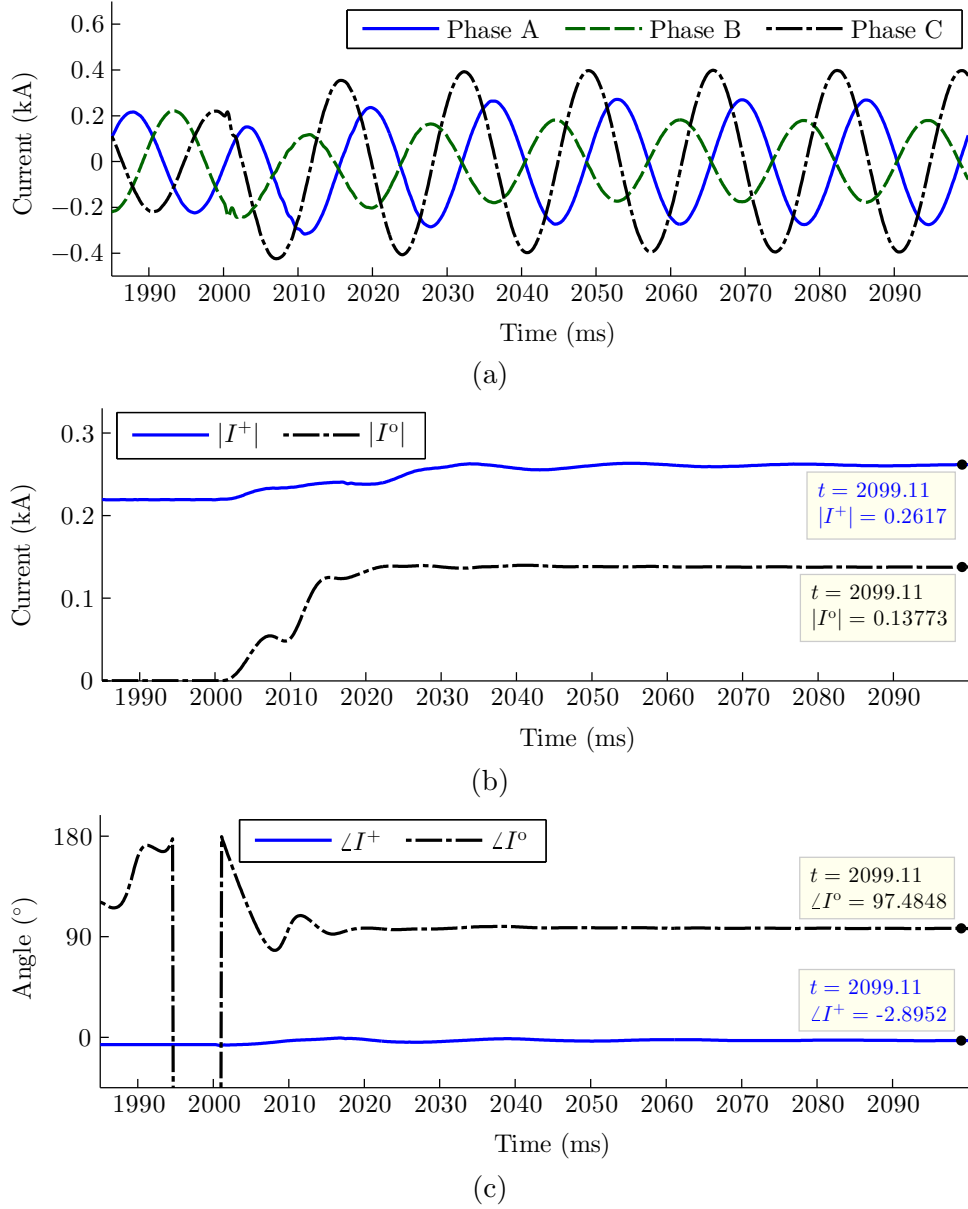 0.6
0.4
0.2
0
−0.2
−0.4
Current (kA)
Phase A Phase B Phase C
1990 2000 2010 2020 2030 2040 2050 2060 2070 2080 2090
Time (ms)
(a)
0.3
0.2
0.1
0
Current (kA)
|I⁺| |Iᵒ|
t = 2099.11
|I⁺| = 0.2617
t = 2099.11
|Iᵒ| = 0.13773
1990 2000 2010 2020 2030 2040 2050 2060 2070 2080 2090
Time (ms)
(b)
180
90
0
Angle (°)
∠I⁺ ∠Iᵒ
t = 2099.11
∠Iᵒ = 97.4848
t = 2099.11
∠I⁺ = -2.8952
1990 2000 2010 2020 2030 2040 2050 2060 2070 2080 2090
Time (ms)
(c)